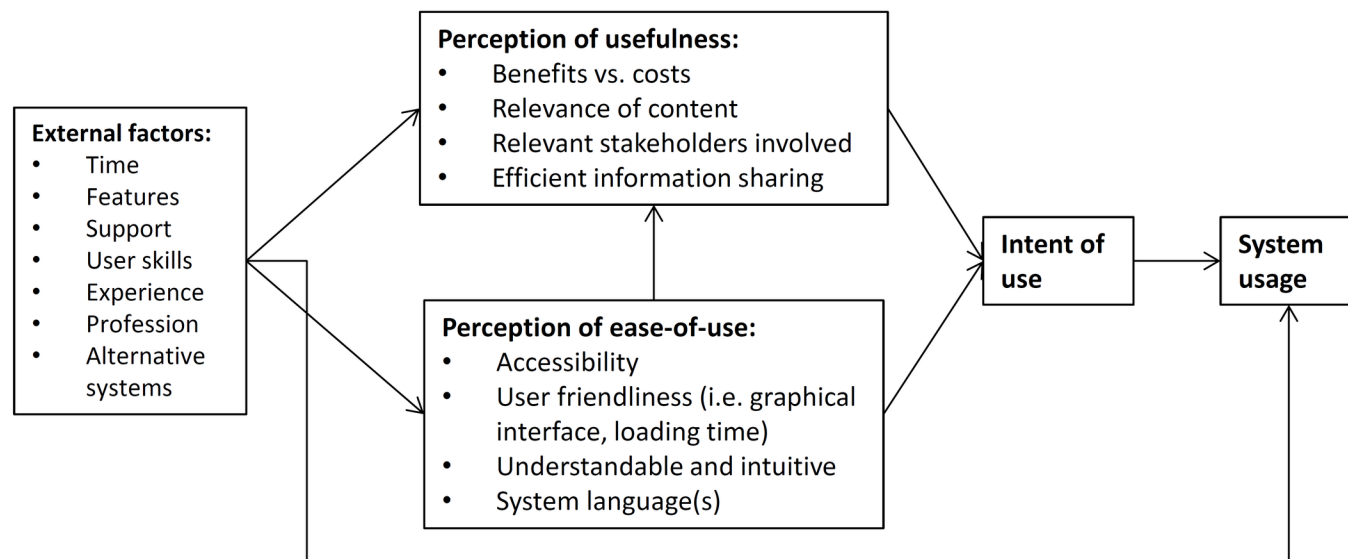 External factors:
• Time
• Features
• Support
• User skills
• Experience
• Profession
• Alternative
systems
Perception of usefulness:
• Benefits vs. costs
• Relevance of content
• Relevant stakeholders involved
• Efficient information sharing
Perception of ease-of-use:
• Accessibility
• User friendliness (i.e. graphical
interface, loading time)
• Understandable and intuitive
• System language(s)
Intent of
use
System
usage